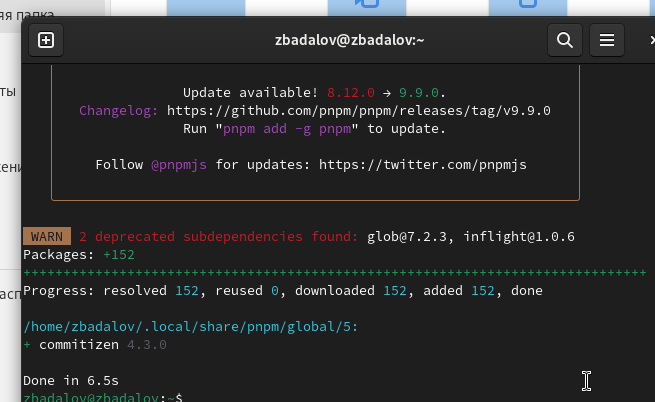 яя папка
zbadalov@zbadalov:~
ты
Update available! 8.12.0 → 9.9.0.
Changelog: https://github.com/pnpm/pnpm/releases/tag/v9.9.0
Run "pnpm add -g pnpm" to update.
Follow @pnpmjs for updates: https://twitter.com/pnpmjs
WARN 2 deprecated subdependencies found: glob@7.2.3, inflight@1.0.6
Packages: +152
++++++++++++++++++++++++++++++++++++++++++++++++++++++++++++++++++++++++++++++
Progress: resolved 152, reused 0, downloaded 152, added 152, done
/home/zbadalov/.local/share/pnpm/global/5:
+ commitizen 4.3.0
Done in 6.5s
zbadalov@zbadalov:~$